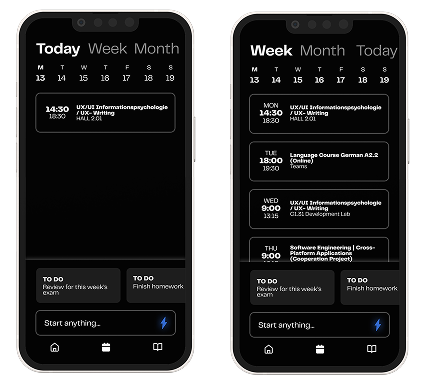 Today Week Month
M T W T F S S
13 14 15 16 17 18 19
14:30
18:30
UX/UI Informationspsychologie
/ UX- Writing
HALL 2.01
TO DO
Review for this week's
exam
TO DO
Finish homework
Start anything...
Week Month Today
M T W T F S S
13 14 15 16 17 18 19
MON
14:30
18:30
UX/UI Informationspsychologie
/ UX- Writing
HALL 2.01
TUE
18:00
19:30
Language Course German A2.2
(Online)
Teams
WED
9:00
13:15
G1.31 Development Lab
UX/UI Informationspsychologie
/ UX- Writing
THU
9:00
Software Engineering | Cross-
Platform Applications
(Cooperation Project)
TO DO
Review for this week's
exam
TO DO
Finish homework
Start anything...